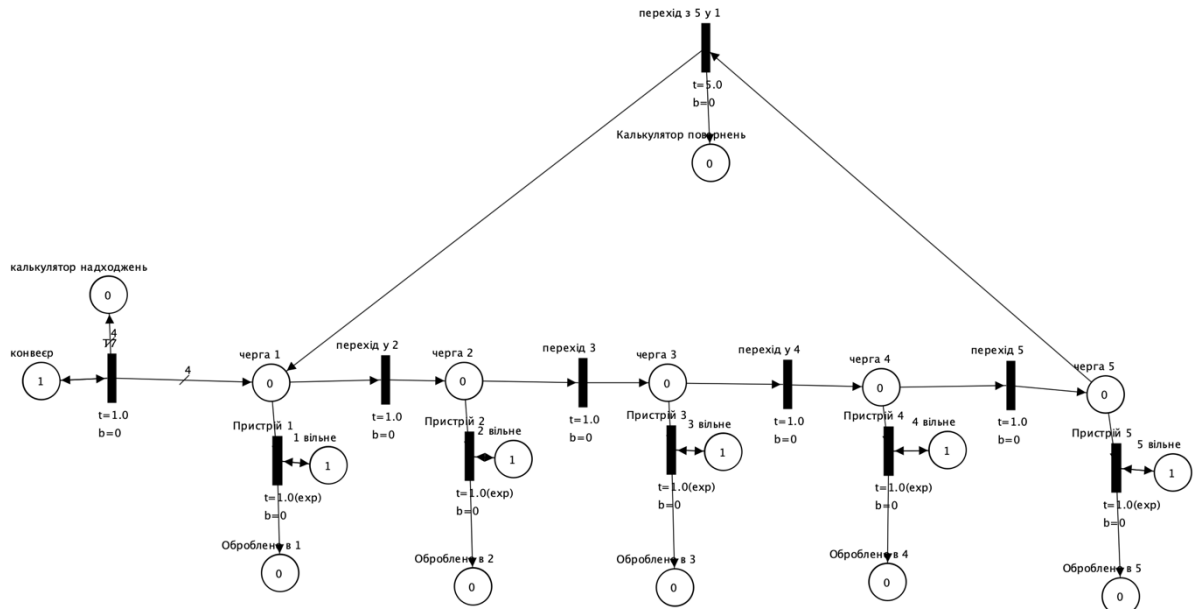 перехід з 5 у 1
t=5.0
b=0
Калькулятор повернень
0
калькулятор надходжень
0
4
конвеєр
1
t=1.0
b=0
4
черга 1
0
перехід у 2
t=1.0
b=0
черга 2
0
перехід 3
t=1.0
b=0
черга 3
0
перехід у 4
t=1.0
b=0
черга 4
0
перехід 5
t=1.0
b=0
черга 5
0
Пристрій 1
1 вільне
1
t=1.0(exp)
b=0
Оброблено в 1
0
Пристрій 2
2 вільне
1
t=1.0(exp)
b=0
Оброблено в 2
0
Пристрій 3
3 вільне
1
t=1.0(exp)
b=0
Оброблено в 3
0
Пристрій 4
4 вільне
1
t=1.0(exp)
b=0
Оброблено в 4
0
Пристрій 5
5 вільне
1
t=1.0(exp)
b=0
Оброблено в 5
0